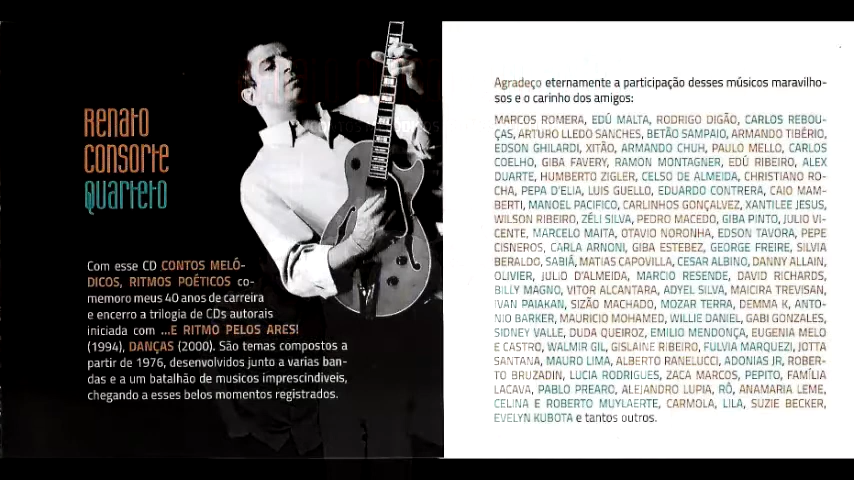 Renato
Consorte
Quarteto
Com esse CD CONTOS MELÓ-
DICOS, RITMOS POÉTICOS co-
memoro meus 40 anos de carreira
e encerro a trilogia de CDs autorais
iniciada com ...E RITMO PELOS ARES!
(1994), DANÇAS (2000). São temas compostos a
partir de 1976, desenvolvidos junto a varias ban-
das e a um batalhão de musicos imprescindiveis,
chegando a esses belos momentos registrados.
Agradeço eternamente a participação desses músicos maravilho-
sos e o carinho dos amigos:
MARCOS ROMERA, EDÚ MALTA, RODRIGO DIGÃO, CARLOS REBOU-
ÇAS, ARTURO LLEDO SANCHES, BETÃO SAMPAIO, ARMANDO TIBÉRIO,
EDSON GHILARDI, XITÃO, ARMANDO CHUH, PAULO MELLO, CARLOS
COELHO, GIBA FAVERY, RAMON MONTAGNER, EDÚ RIBEIRO, ALEX
DUARTE, HUMBERTO ZIGLER, CELSO DE ALMEIDA, CHRISTIANO RO-
CHA, PEPA D'ELIA, LUIS GUELLO, EDUARDO CONTRERA, CAIO MAM-
BERTI, MANOEL PACIFICO, CARLINHOS GONÇALVEZ, XANTILEE JESUS,
WILSON RIBEIRO, ZÉLI SILVA, PEDRO MACEDO, GIBA PINTO, JULIO VI-
CENTE, MARCELO MAITA, OTAVIO NORONHA, EDSON TAVORA, PEPE
CISNEROS, CARLA ARNONI, GIBA ESTEBEZ, GEORGE FREIRE, SILVIA
BERALDO, SABIÁ, MATIAS CAPOVILLA, CESAR ALBINO, DANNY ALLAIN,
OLIVIER, JULIO D'ALMEIDA, MARCIO RESENDE, DAVID RICHARDS,
BILLY MAGNO, VITOR ALCANTARA, ADYEL SILVA, MAICIRA TREVISAN,
IVAN PAIAKAN, SIZÃO MACHADO, MOZAR TERRA, DEMMA K, ANTO-
NIO BARKER, MAURICIO MOHAMED, WILLIE DANIEL, GABI GONZALES,
SIDNEY VALLE, DUDA QUEIROZ, EMILIO MENDONÇA, EUGENIA MELO
E CASTRO, WALMIR GIL, GISLAINE RIBEIRO, FULVIA MARQUEZI, JOTTA
SANTANA, MAURO LIMA, ALBERTO RANELUCCI, ADONIAS JR, ROBER-
TO BRUZADIN, LUCIA RODRIGUES, ZACA MARCOS, PEPITO, FAMÍLIA
LACAVA, PABLO PREARO, ALEJANDRO LUPIA, RÔ, ANAMARIA LEME,
CELINA E ROBERTO MUYLAERTE, CARMOLA, LILA, SUZIE BECKER,
EVELYN KUBOTA e tantos outros.